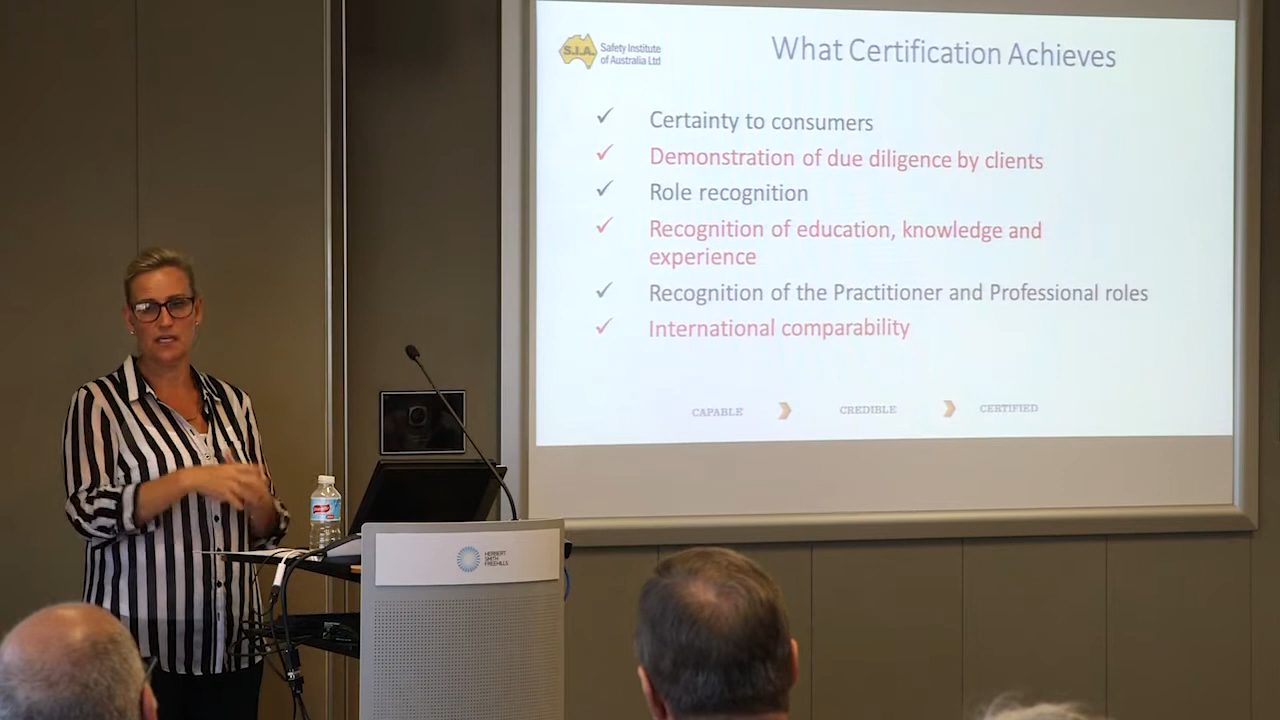 S.I.A.
Safety Institute
of Australia Ltd
What Certification Achieves
✓ Certainty to consumers
✓ Demonstration of due diligence by clients
✓ Role recognition
✓ Recognition of education, knowledge and
experience
✓ Recognition of the Practitioner and Professional roles
✓ International comparability
CAPABLE
CREDIBLE
CERTIFIED
HERBERT
SMITH
FREEHILLS